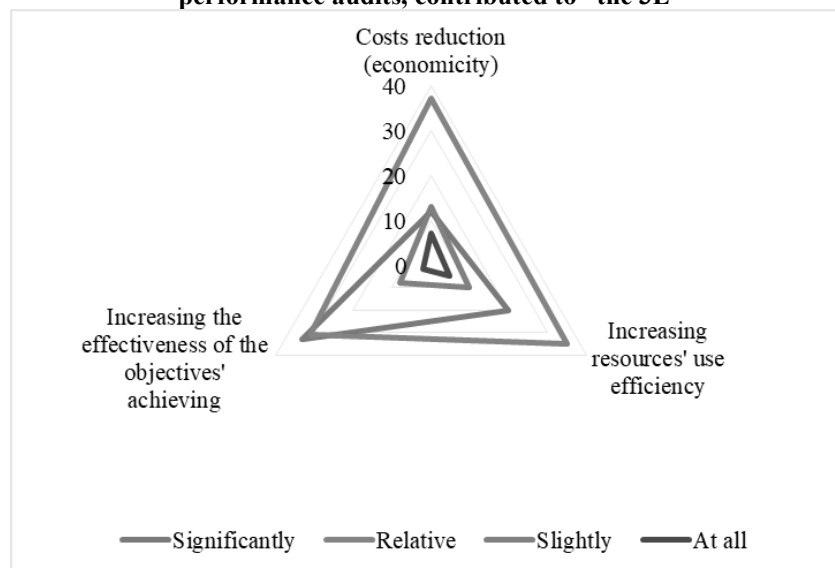 performance audits, contributed to the 3E
Costs reduction
(economicity)
40
30
20
10
0
Increasing the
effectiveness of the
objectives'
achieving
Increasing
resources' use
efficiency
Significantly
Relative
Slightly
At all